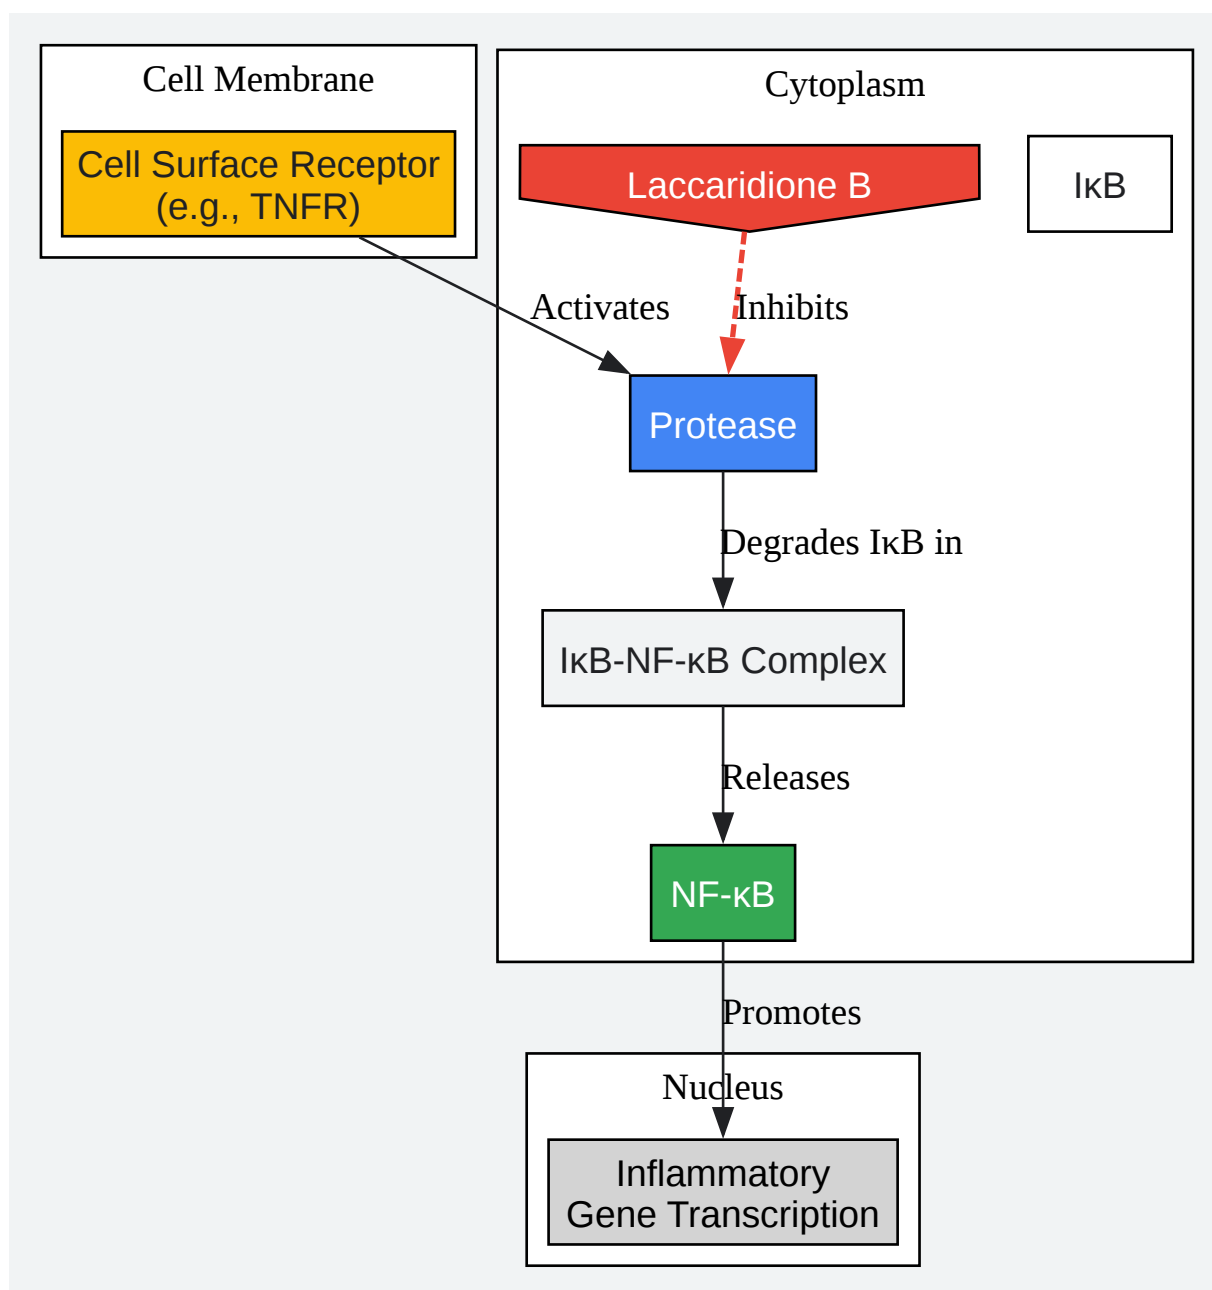 Cell Membrane
Cell Surface Receptor
(e.g., TNFR)
Cytoplasm
Laccaridione B
IκB
Activates
Inhibits
Protease
Degrades IκB in
IκB-NF-κB Complex
Releases
NF-κB
Promotes
Nucleus
Inflammatory
Gene Transcription